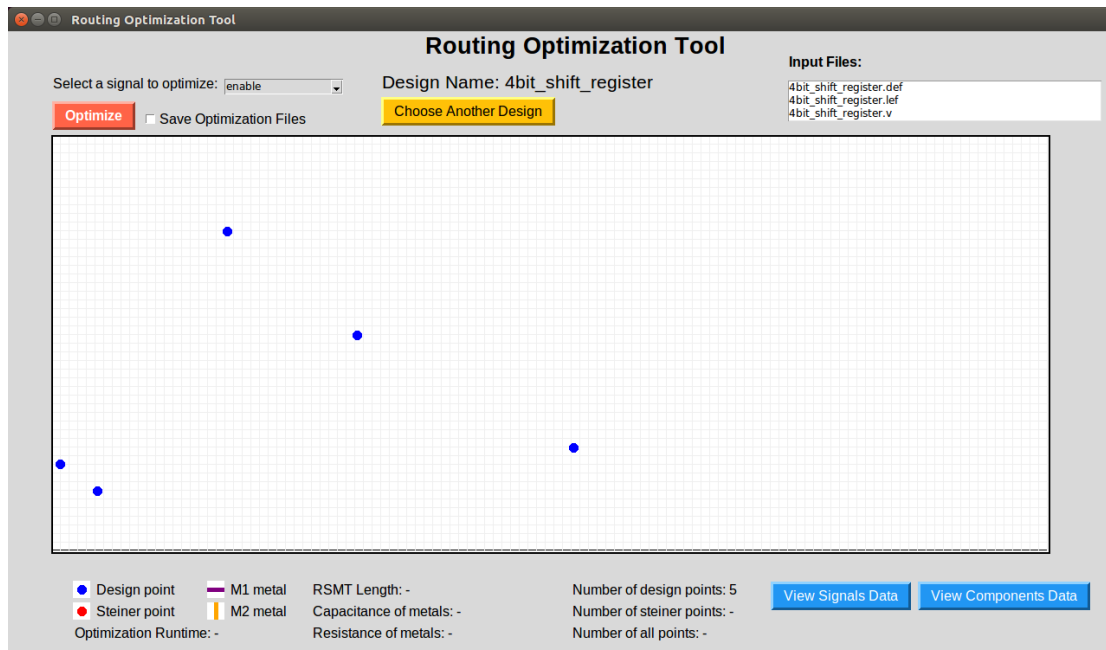 Routing Optimization Tool
Routing Optimization Tool
Input Files:
Select a signal to optimize: enable
Design Name: 4bit_shift_register
4bit_shift_register.def
4bit_shift_register.lef
4bit_shift_register.v
Optimize
Save Optimization Files
Choose Another Design
Design point
M1 metal
RSMT Length: -
Number of design points: 5
View Signals Data
View Components Data
Steiner point
M2 metal
Capacitance of metals: -
Number of steiner points: -
Optimization Runtime: -
Resistance of metals: -
Number of all points: -